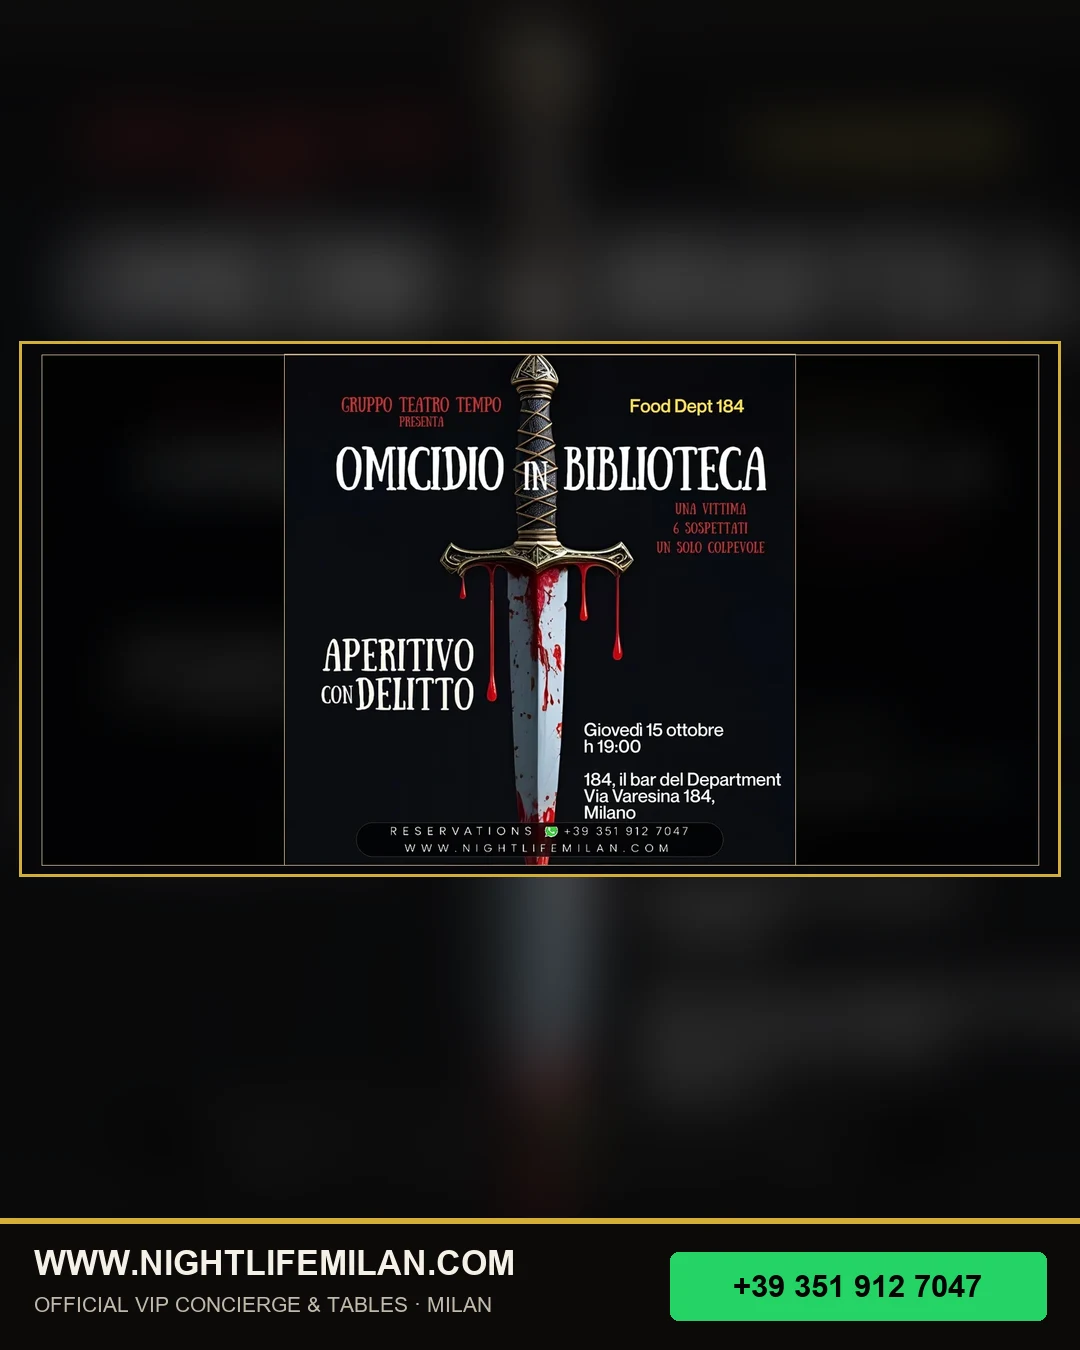 GRUPPO TEATRO TEMPO
PRESENTA
Food Dept 184
OMICIDIO IN BIBLIOTECA
UNA VITTIMA
6 SOSPETTATI
UN SOLO COLPEVOLE
APERITIVO
CON DELITTO
Giovedì 15 ottobre
h 19:00
184, il bar del Department
Via Varesina 184,
Milano
RESERVATIONS +39 351 912 7047
WWW.NIGHTLIFEMILAN.COM
WWW.NIGHTLIFEMILAN.COM
OFFICIAL VIP CONCIERGE & TABLES · MILAN
+39 351 912 7047